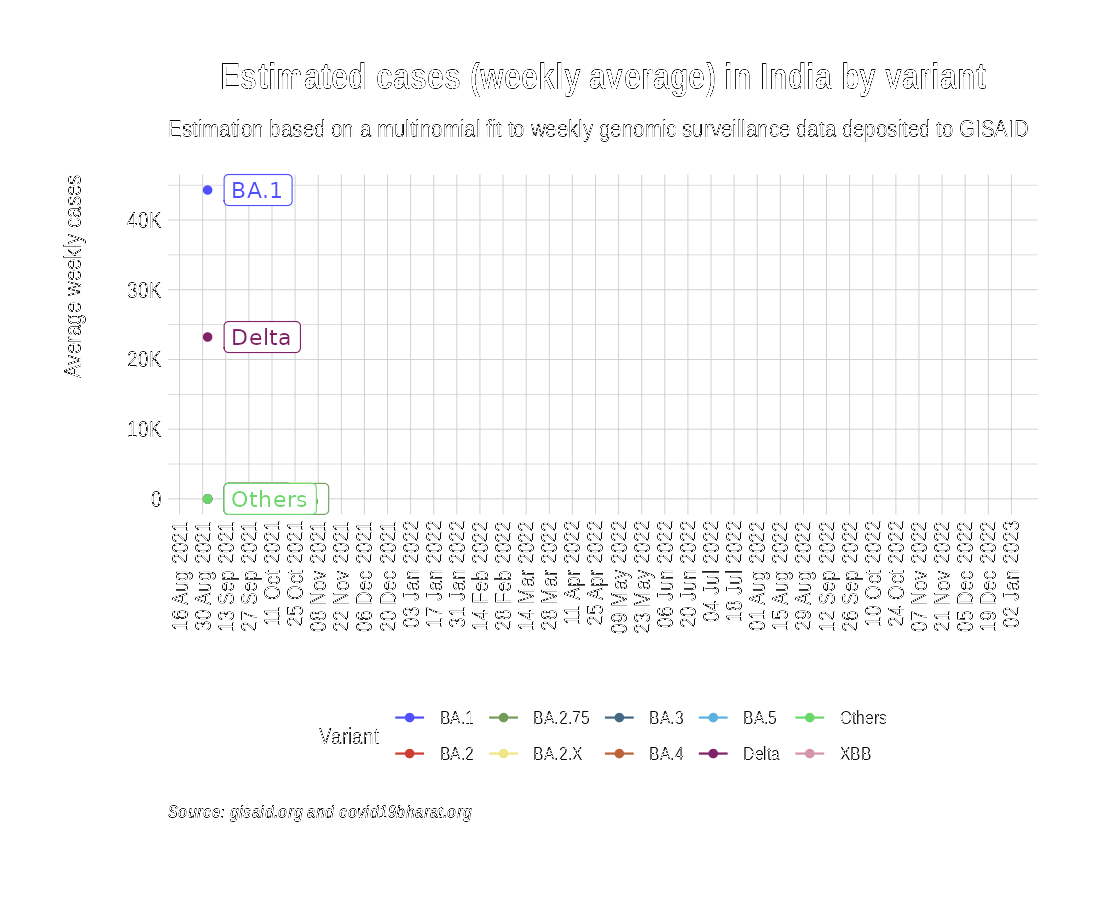 Estimated cases (weekly average) in India by variant
Estimation based on a multinomial fit to weekly genomic surveillance data deposited to GISAID
Average weekly cases
40K
30K
20K
10K
0
BA.1
Delta
Others
16 Aug 2021
30 Aug 2021
13 Sep 2021
27 Sep 2021
11 Oct 2021
25 Oct 2021
08 Nov 2021
22 Nov 2021
06 Dec 2021
20 Dec 2021
03 Jan 2022
17 Jan 2022
31 Jan 2022
14 Feb 2022
28 Feb 2022
14 Mar 2022
28 Mar 2022
11 Apr 2022
25 Apr 2022
09 May 2022
23 May 2022
06 Jun 2022
20 Jun 2022
04 Jul 2022
18 Jul 2022
01 Aug 2022
15 Aug 2022
29 Aug 2022
12 Sep 2022
26 Sep 2022
10 Oct 2022
24 Oct 2022
07 Nov 2022
21 Nov 2022
05 Dec 2022
19 Dec 2022
02 Jan 2023
Variant
BA.1 BA.2.75 BA.3 BA.5 Others
BA.2 BA.2.X BA.4 Delta XBB
Source: gisaid.org and covid19bharat.org